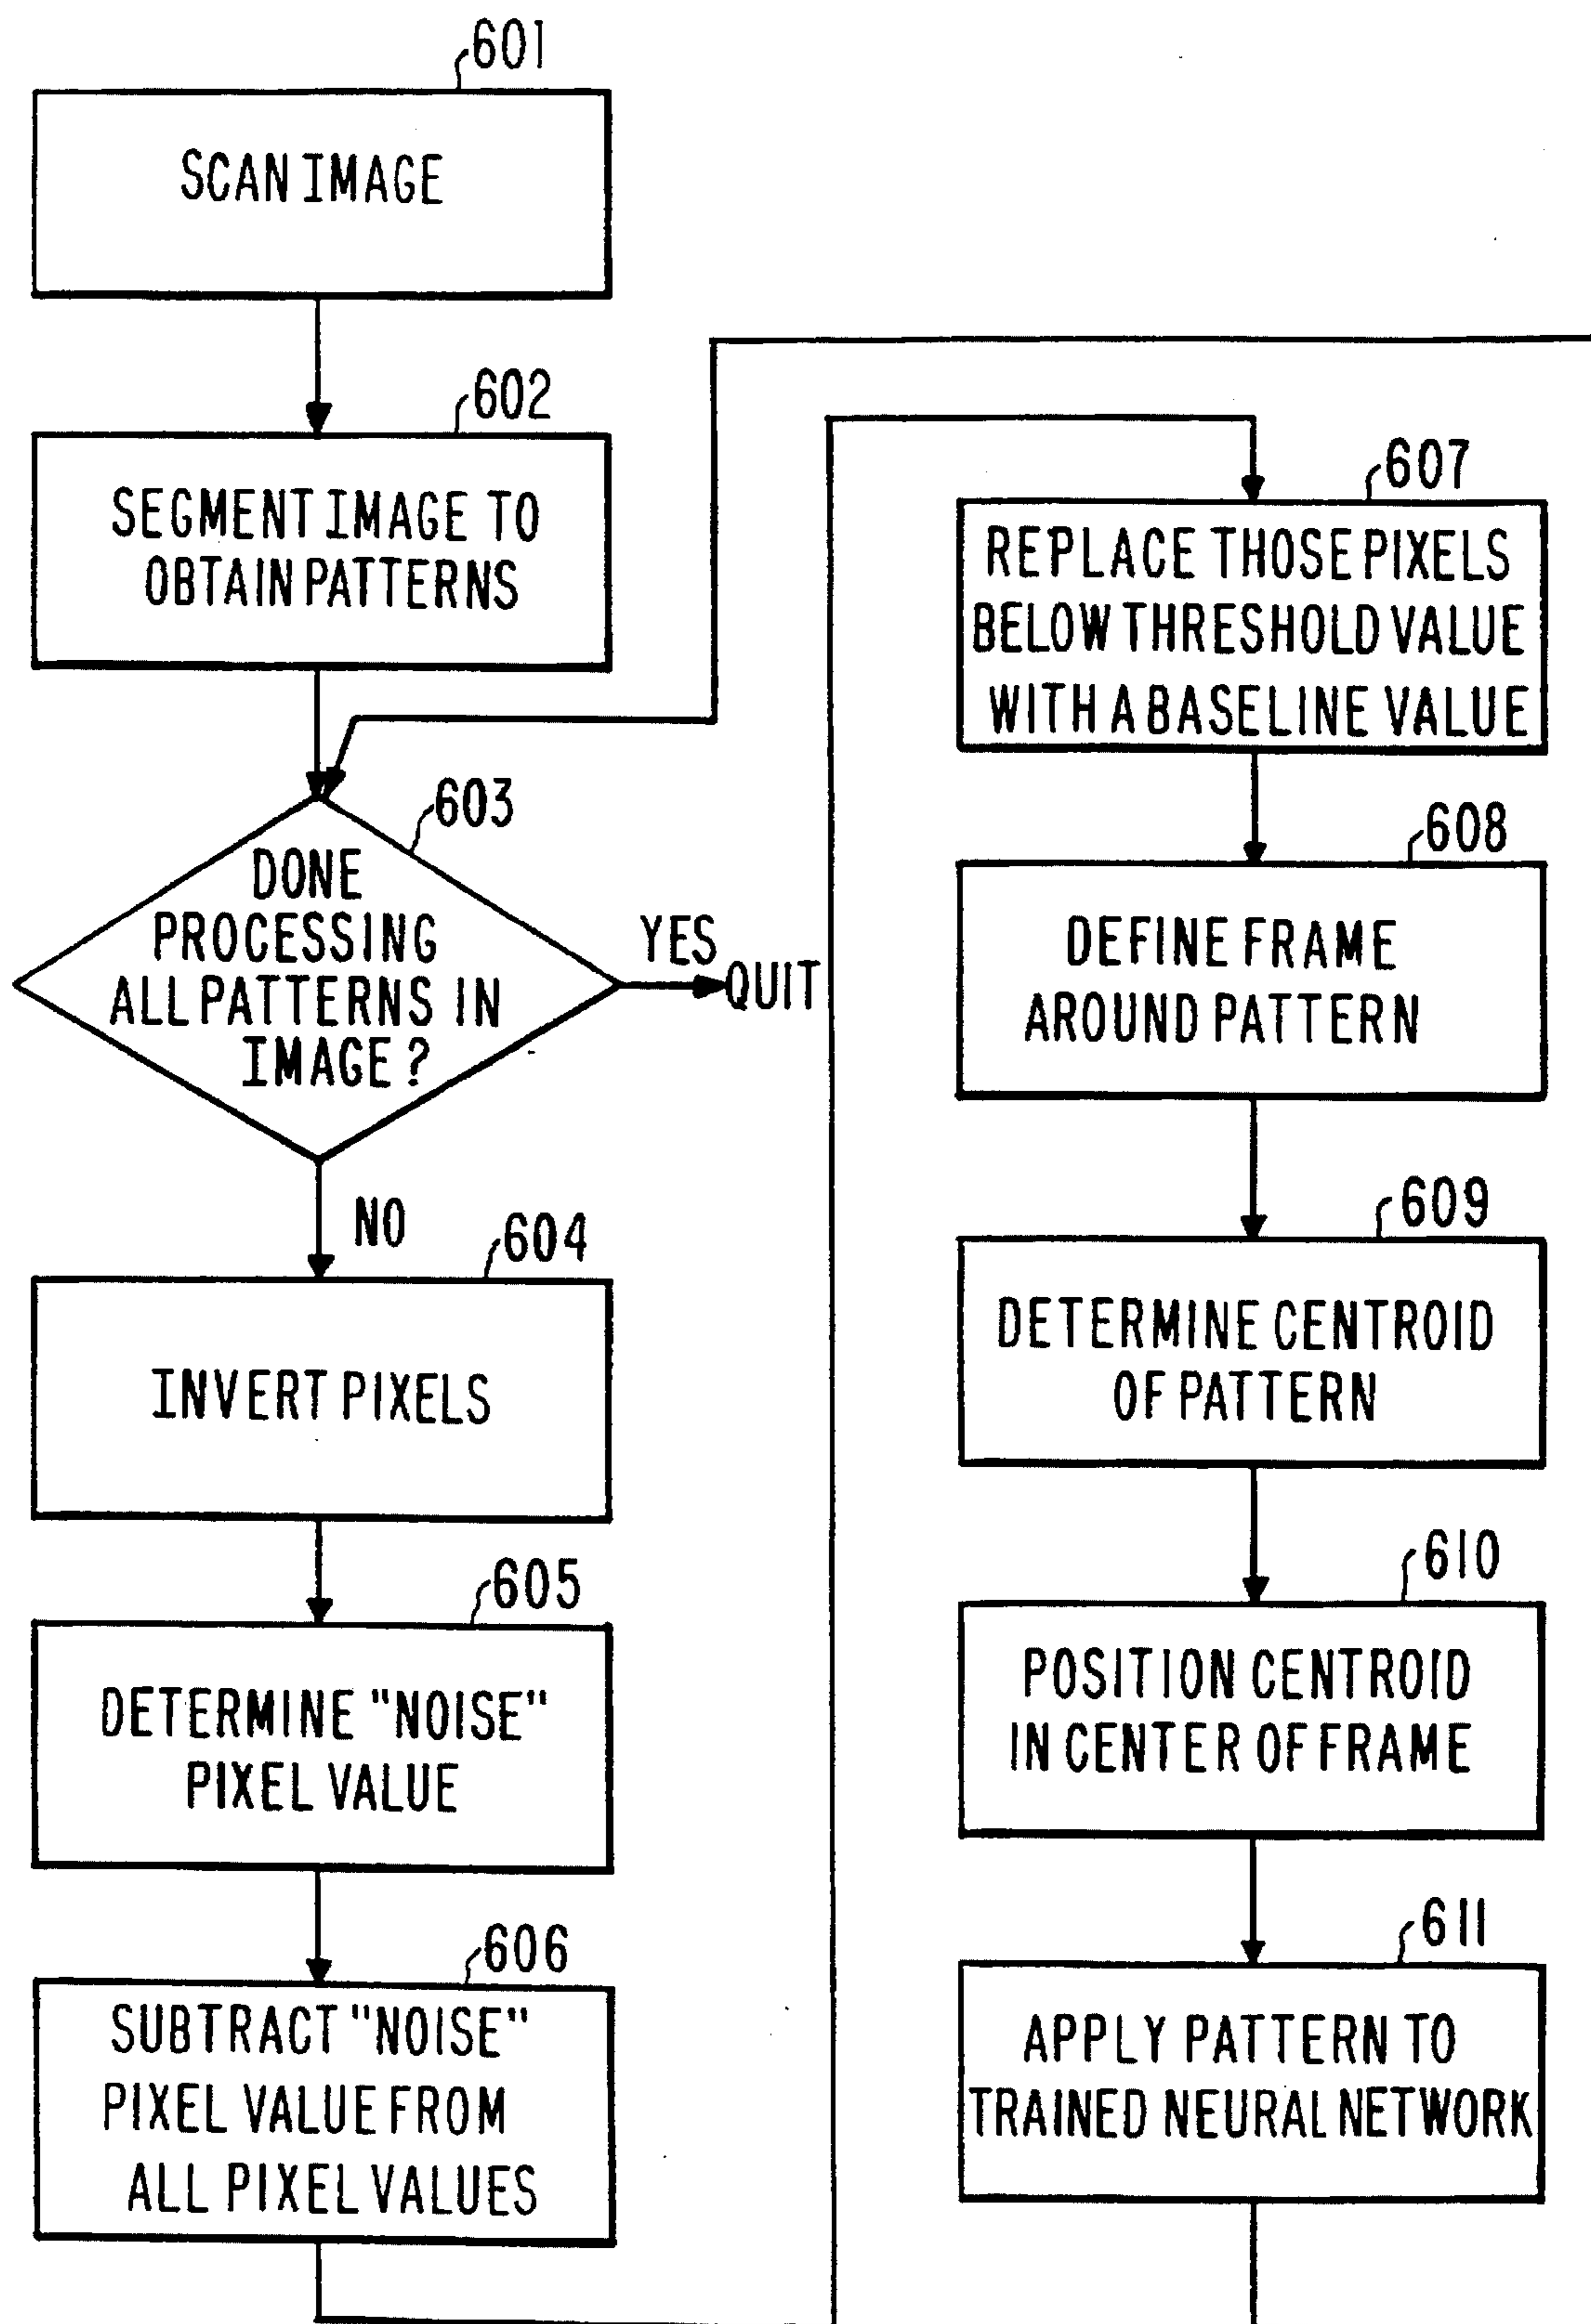 601
SCAN IMAGE
602
SEGMENT IMAGE TO
OBTAIN PATTERNS
603
DONE
PROCESSING
ALL PATTERNS IN
IMAGE?
YES
QUIT
NO
604
INVERT PIXELS
605
DETERMINE "NOISE"
PIXEL VALUE
606
SUBTRACT "NOISE"
PIXEL VALUE FROM
ALL PIXEL VALUES
607
REPLACE THOSE PIXELS
BELOW THRESHOLD VALUE
WITH A BASELINE VALUE
608
DEFINE FRAME
AROUND PATTERN
609
DETERMINE CENTROID
OF PATTERN
610
POSITION CENTROID
IN CENTER OF FRAME
611
APPLY PATTERN TO
TRAINED NEURAL NETWORK